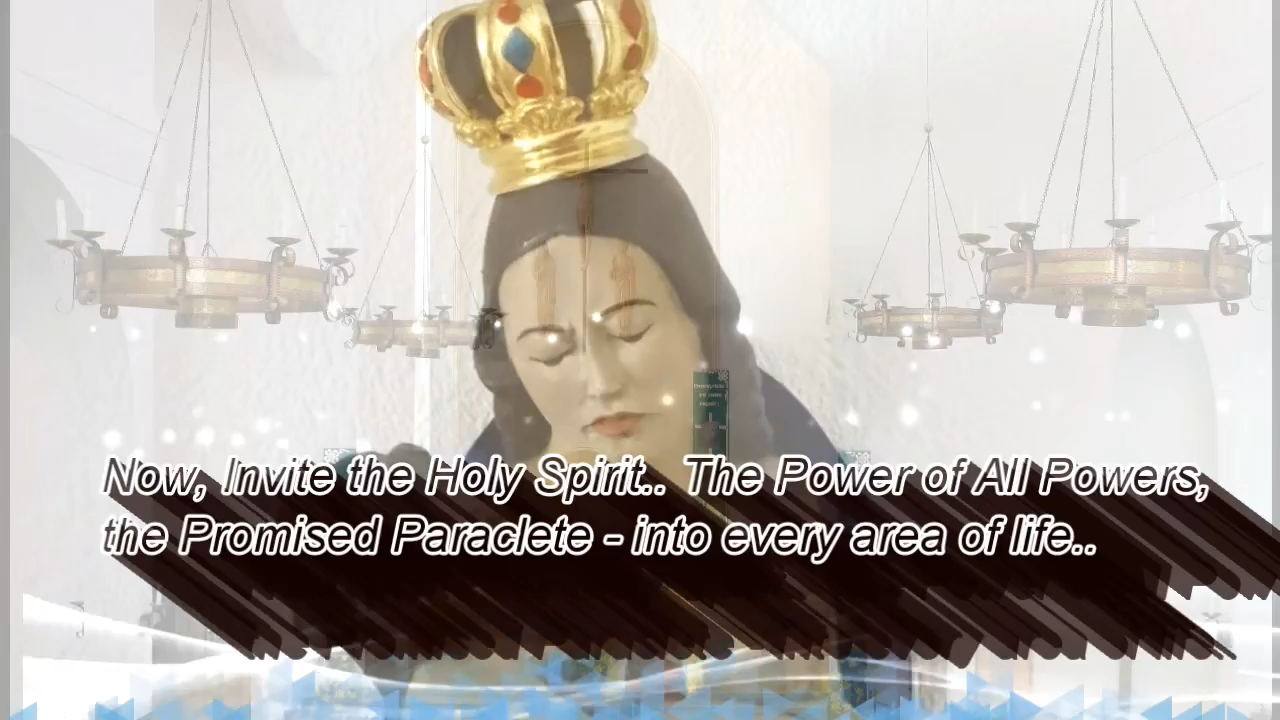 Now, Invite the Holy Spirit.. The Power of All Powers,
the Promised Paraclete - into every area of life..